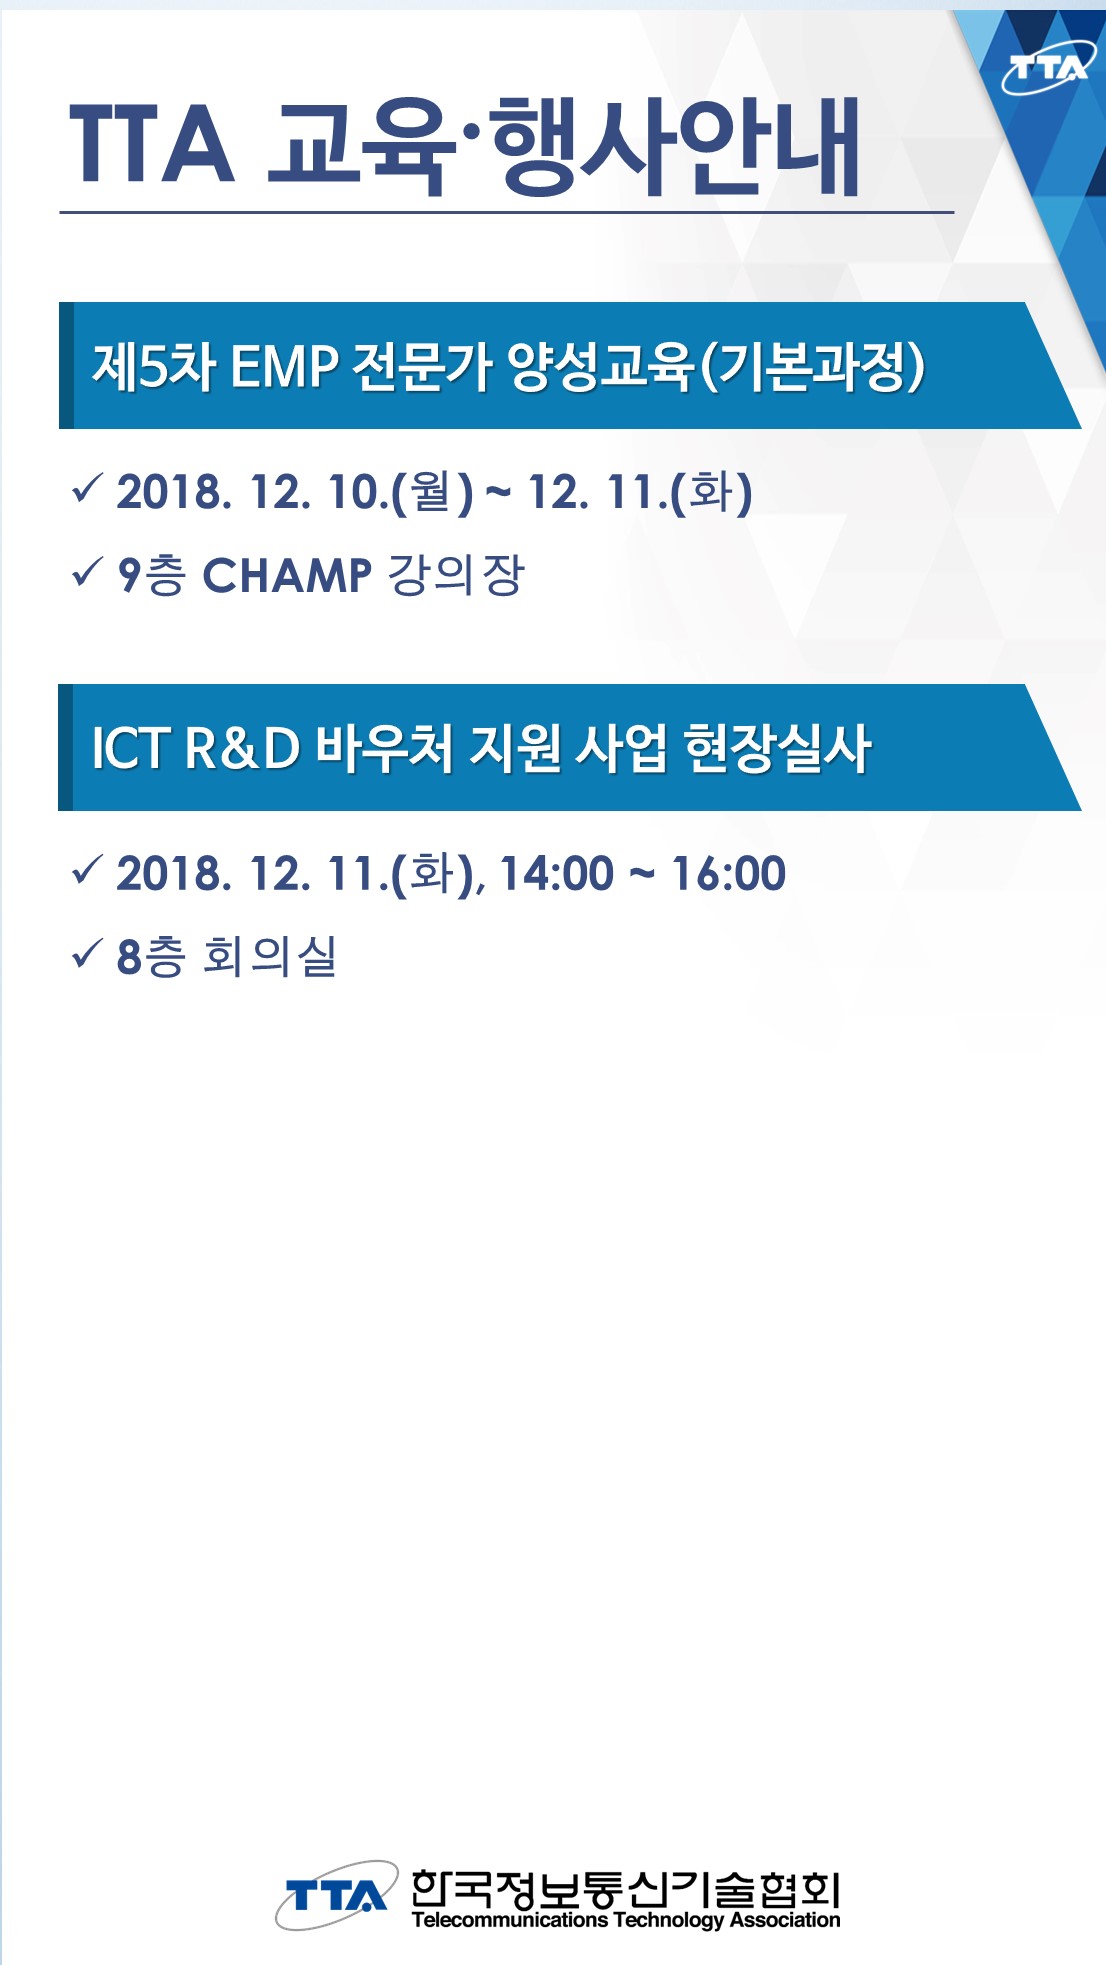 TTA
TTA 교육·행사안내
제5차 EMP 전문가 양성교육(기본과정)
✓ 2018. 12. 10.(월) ~ 12. 11.(화)
✓ 9층 CHAMP 강의장
ICT R&D 바우처 지원 사업 현장실사
✓ 2018. 12. 11.(화), 14:00 ~ 16:00
✓ 8층 회의실
TTA 한국정보통신기술협회
Telecommunications Technology Association